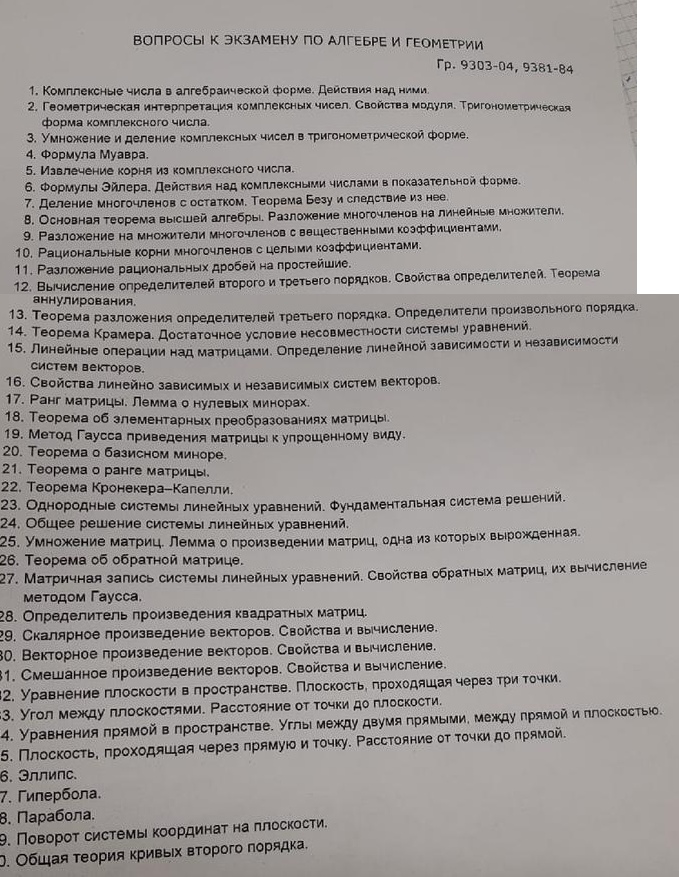 ВОПРОСЫ К ЭКЗАМЕНУ ПО АЛГЕБРЕ И ГЕОМЕТРИИ
Гр. 9303-04, 9381-84
1. Комплексные числа в алгебраической форме. Действия над ними.
2. Геометрическая интерпретация комплексных чисел. Свойства модуля. Тригонометрическая
форма комплексного числа.
3. Умножение и деление комплексных чисел в тригонометрической форме.
4. Формула Муавра.
5. Извлечение корня из комплексного числа.
6. Формулы Эйлера. Действия над комплексными числами в показательной форме.
7. Деление многочленов с остатком. Теорема Безу и следствие из нее.
8. Основная теорема высшей алгебры. Разложение многочленов на линейные множители.
9. Разложение на множители многочленов с вещественными коэффициентами.
10. Рациональные корни многочленов с целыми коэффициентами.
11. Разложение рациональных дробей на простейшие.
12. Вычисление определителей второго и третьего порядков. Свойства определителей. Теорема
аннулирования.
13. Теорема разложения определителей третьего порядка. Определители произвольного порядка.
14. Теорема Крамера. Достаточное условие несовместности системы уравнений.
15. Линейные операции над матрицами. Определение линейной зависимости и независимости
систем векторов.
16. Свойства линейно зависимых и независимых систем векторов.
17. Ранг матрицы. Лемма о нулевых минорах.
18. Теорема об элементарных преобразованиях матрицы.
19. Метод Гаусса приведения матрицы к упрощенному виду.
20. Теорема о базисном миноре.
21. Теорема о ранге матрицы.
22. Теорема Кронекера–Капелли.
23. Однородные системы линейных уравнений. Фундаментальная система решений.
24. Общее решение системы линейных уравнений.
25. Умножение матриц. Лемма о произведении матриц, одна из которых вырожденная.
26. Теорема об обратной матрице.
27. Матричная запись системы линейных уравнений. Свойства обратных матриц, их вычисление
методом Гаусса.
28. Определитель произведения квадратных матриц.
29. Скалярное произведение векторов. Свойства и вычисление.
30. Векторное произведение векторов. Свойства и вычисление.
31. Смешанное произведение векторов. Свойства и вычисление.
32. Уравнение плоскости в пространстве. Плоскость, проходящая через три точки.
33. Угол между плоскостями. Расстояние от точки до плоскости.
4. Уравнения прямой в пространстве. Углы между двумя прямыми, между прямой и плоскостью.
5. Плоскость, проходящая через прямую и точку. Расстояние от точки до прямой.
6. Эллипс.
7. Гипербола.
8. Парабола.
9. Поворот системы координат на плоскости.
0. Общая теория кривых второго порядка.